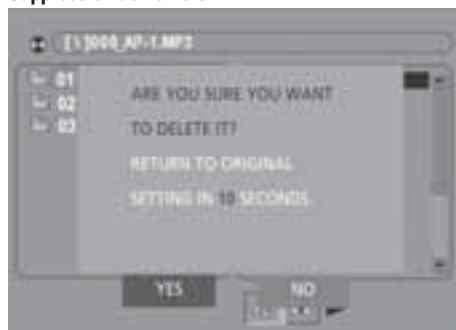 [\]000_AP-1.MP3
01
02
03
ARE YOU SURE YOU WANT
TO DELETE IT?
RETURN TO ORIGINAL
SETTING IN 10 SECONDS.
YES
NO